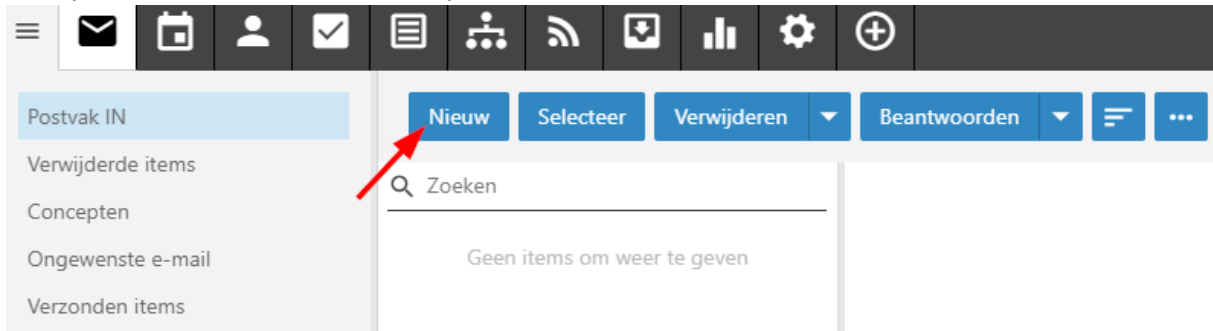 Postvak IN
Verwijderde items
Concepten
Ongewenste e-mail
Verzonden items
Nieuw Selecteer Verwijderen Beantwoorden
Zoeken
Geen items om weer te geven